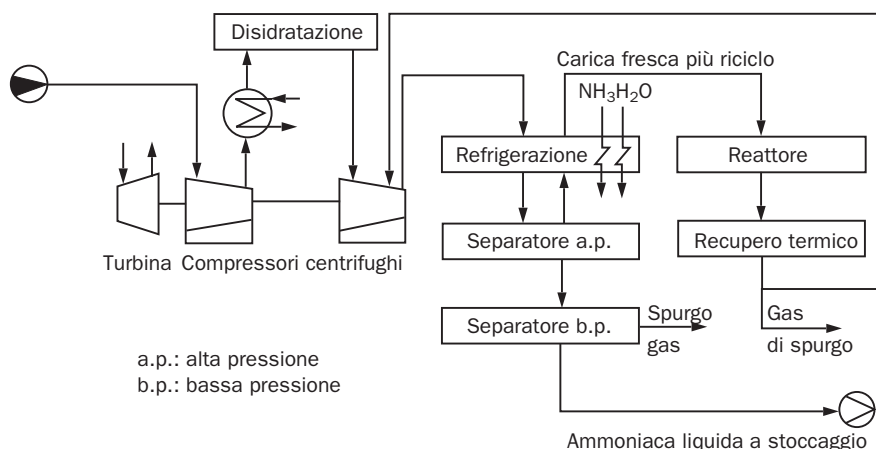 Disidratazione
Carica fresca più riciclo
NH₃H₂O
Refrigerazione
Reattore
Separatore a.p.
Recupero termico
Turbina Compressori centrifughi
Separatore b.p.
Spurgo
gas
Gas
di spurgo
a.p.: alta pressione
b.p.: bassa pressione
Ammoniaca liquida a stoccaggio